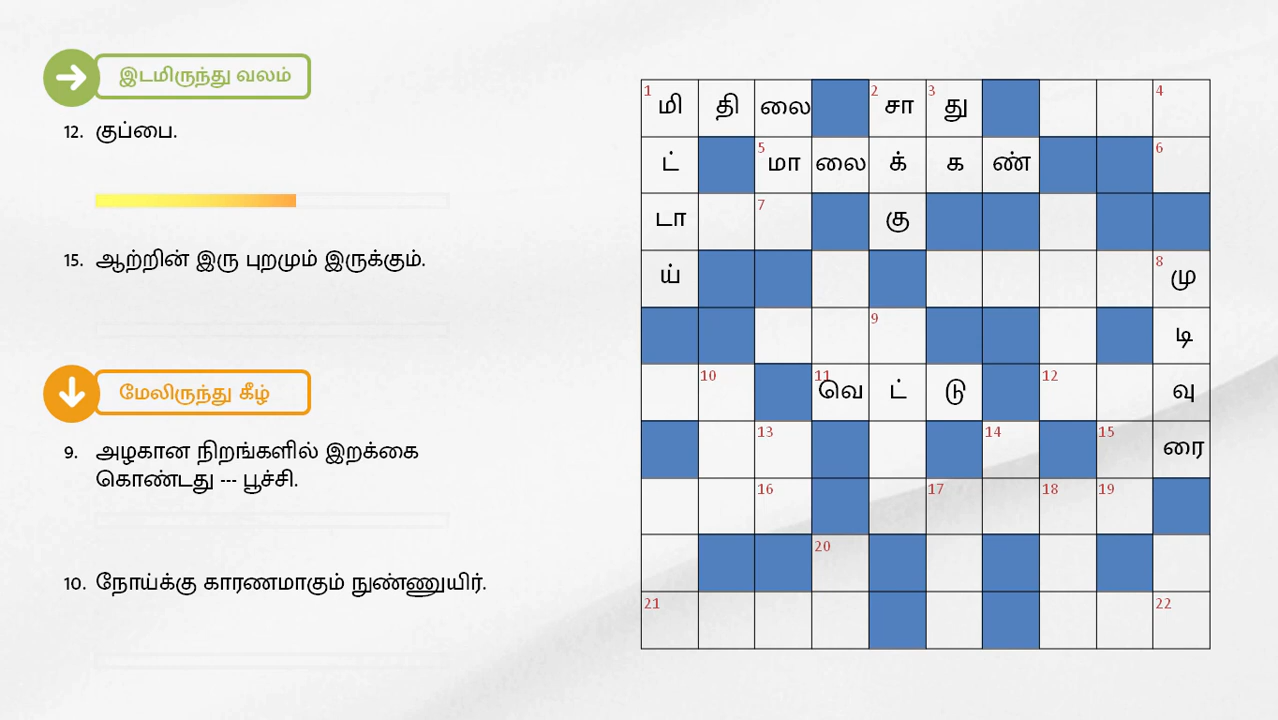 இடமிருந்து வலம்
12. குப்பை.
15. ஆற்றின் இரு புறமும் இருக்கும்.
மேலிருந்து கீழ்
9. அழகான நிறங்களில் இறக்கை
கொண்டது --- பூச்சி.
10. நோய்க்கு காரணமாகும் நுண்ணுயிர்.
1 மி தி லை 2 சா 3 து 4
ட் 5 மா லை க் க ண் 6
டா 7 கு
ய் 8 மு
9 டி
10 11 வெ ட் டு 12 வு
13 14 15 ரை
16 17 18 19
20
21 22